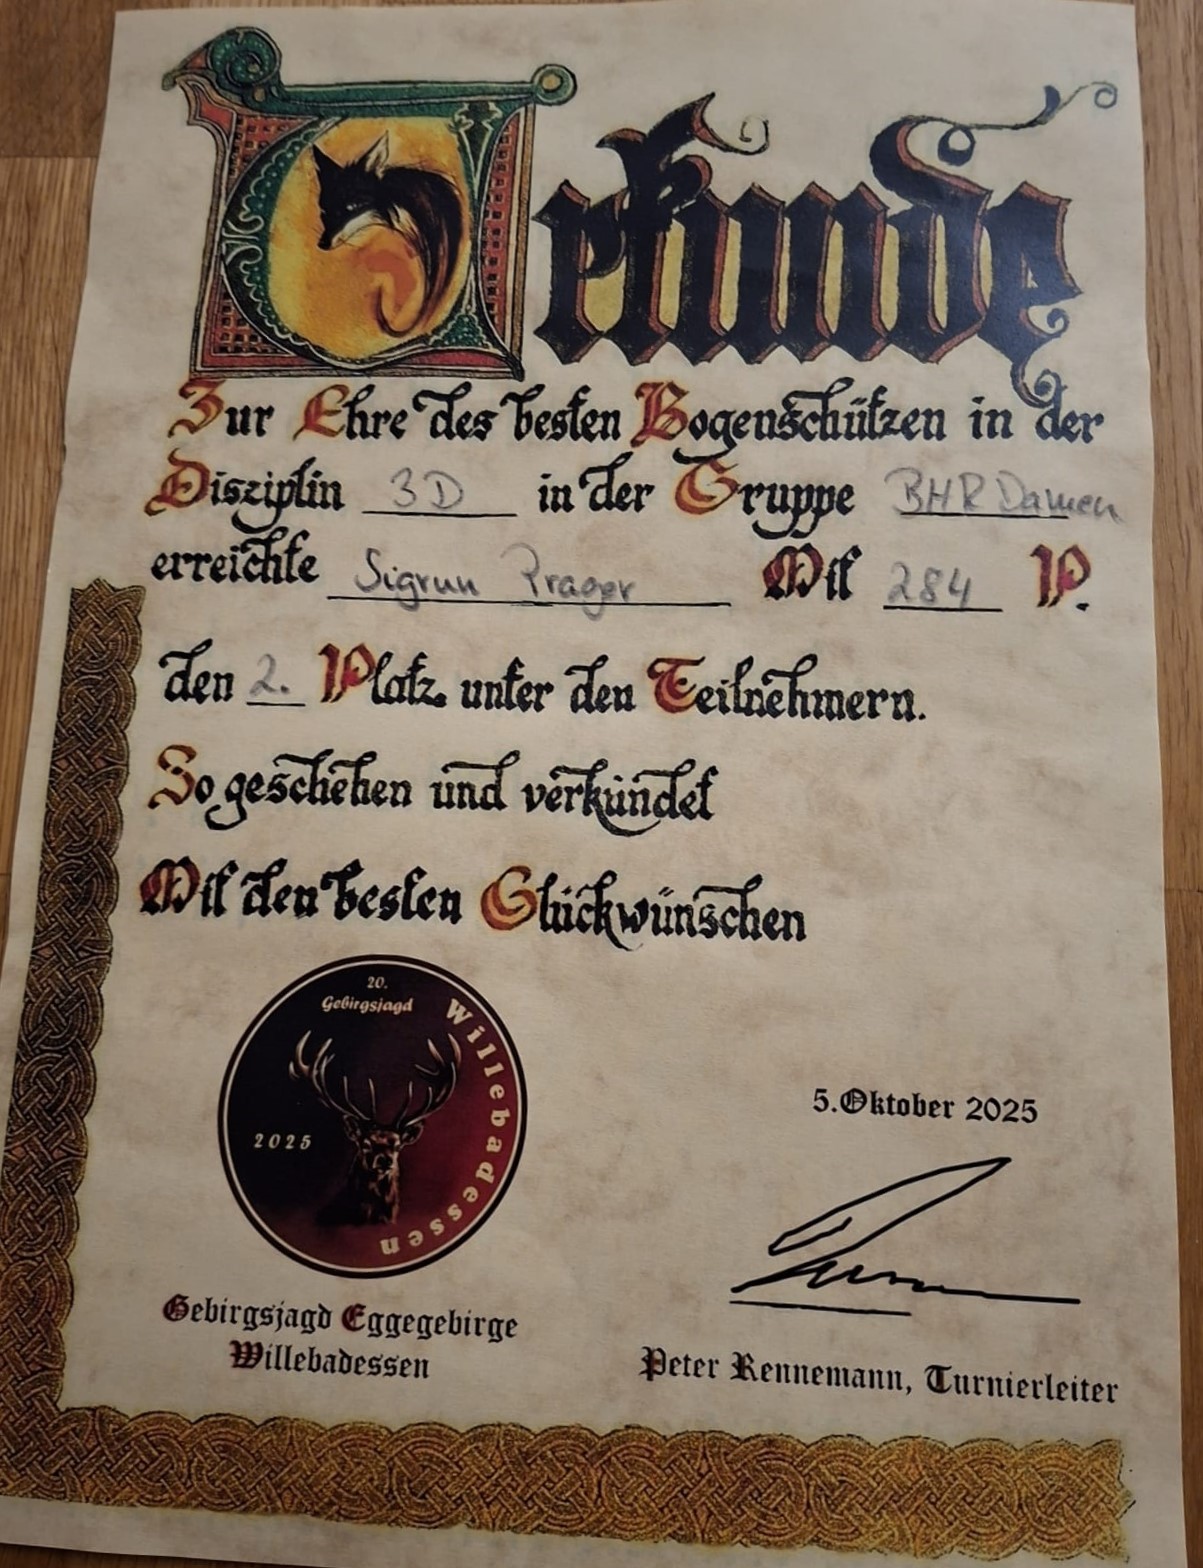 Urkunde
Zur Ehre des besten Bogenschützen in der
Disziplin 3D in der Gruppe BHR Damen
erreichte Sigrun Prager Mit 284 P.
den 2. Platz unter den Teilnehmern.
So geschehen und verkündet
Mit den besten Glückwünschen
20.
Gebirgsjagd
Willebadessen
2025
5.Oktober 2025
Gebirgsjagd Eggegebirge
Willebadessen
Peter Rennemann, Turnierleiter